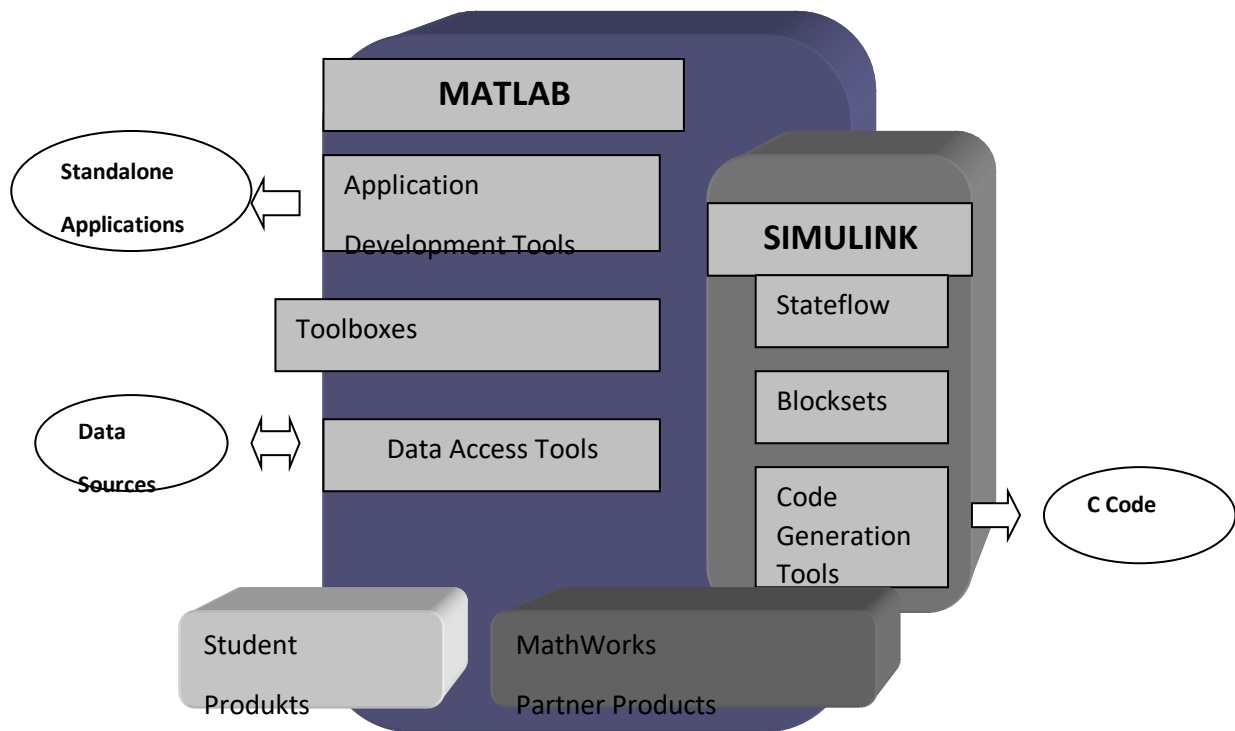 MATLAB
Standalone
Applications
Application
Development Tools
SIMULINK
Stateflow
Toolboxes
Blocksets
Data
Sources
Data Access Tools
Code
Generation
Tools
C Code
Student
Produkts
MathWorks
Partner Products